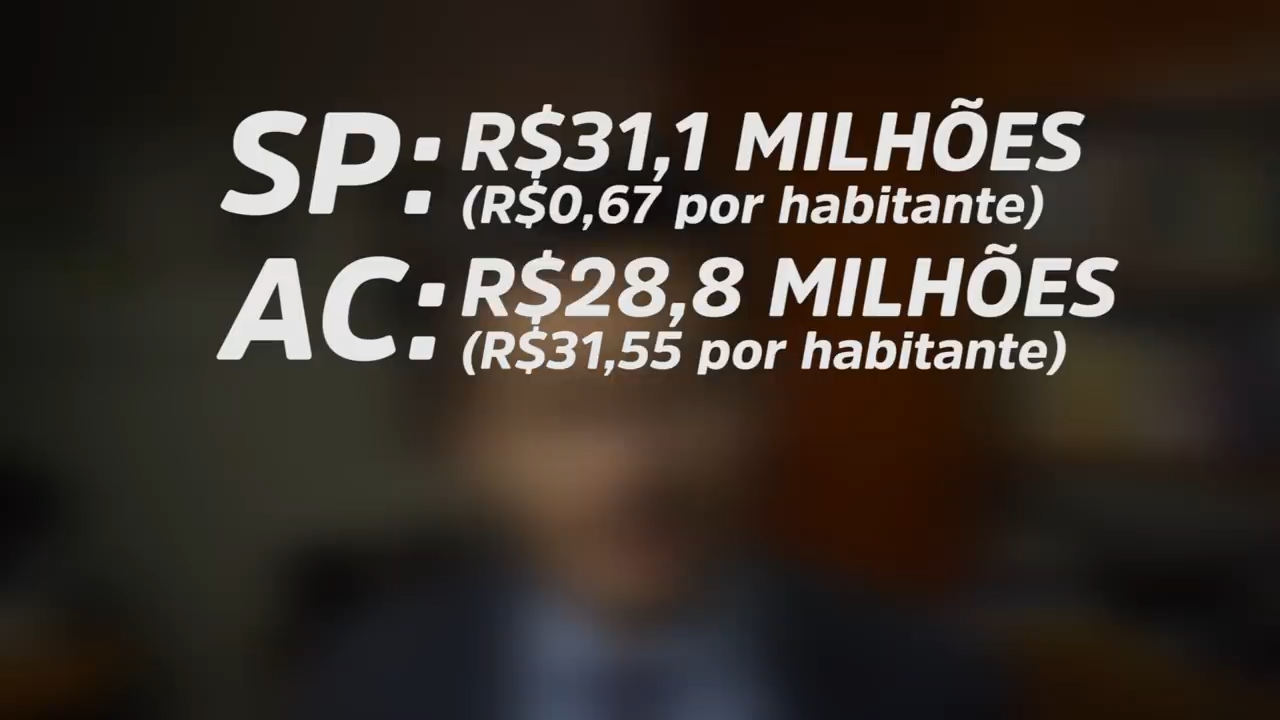 SP: R$31,1 MILHÕES
(R$0,67 por habitante)
AC: R$28,8 MILHÕES
(R$31,55 por habitante)